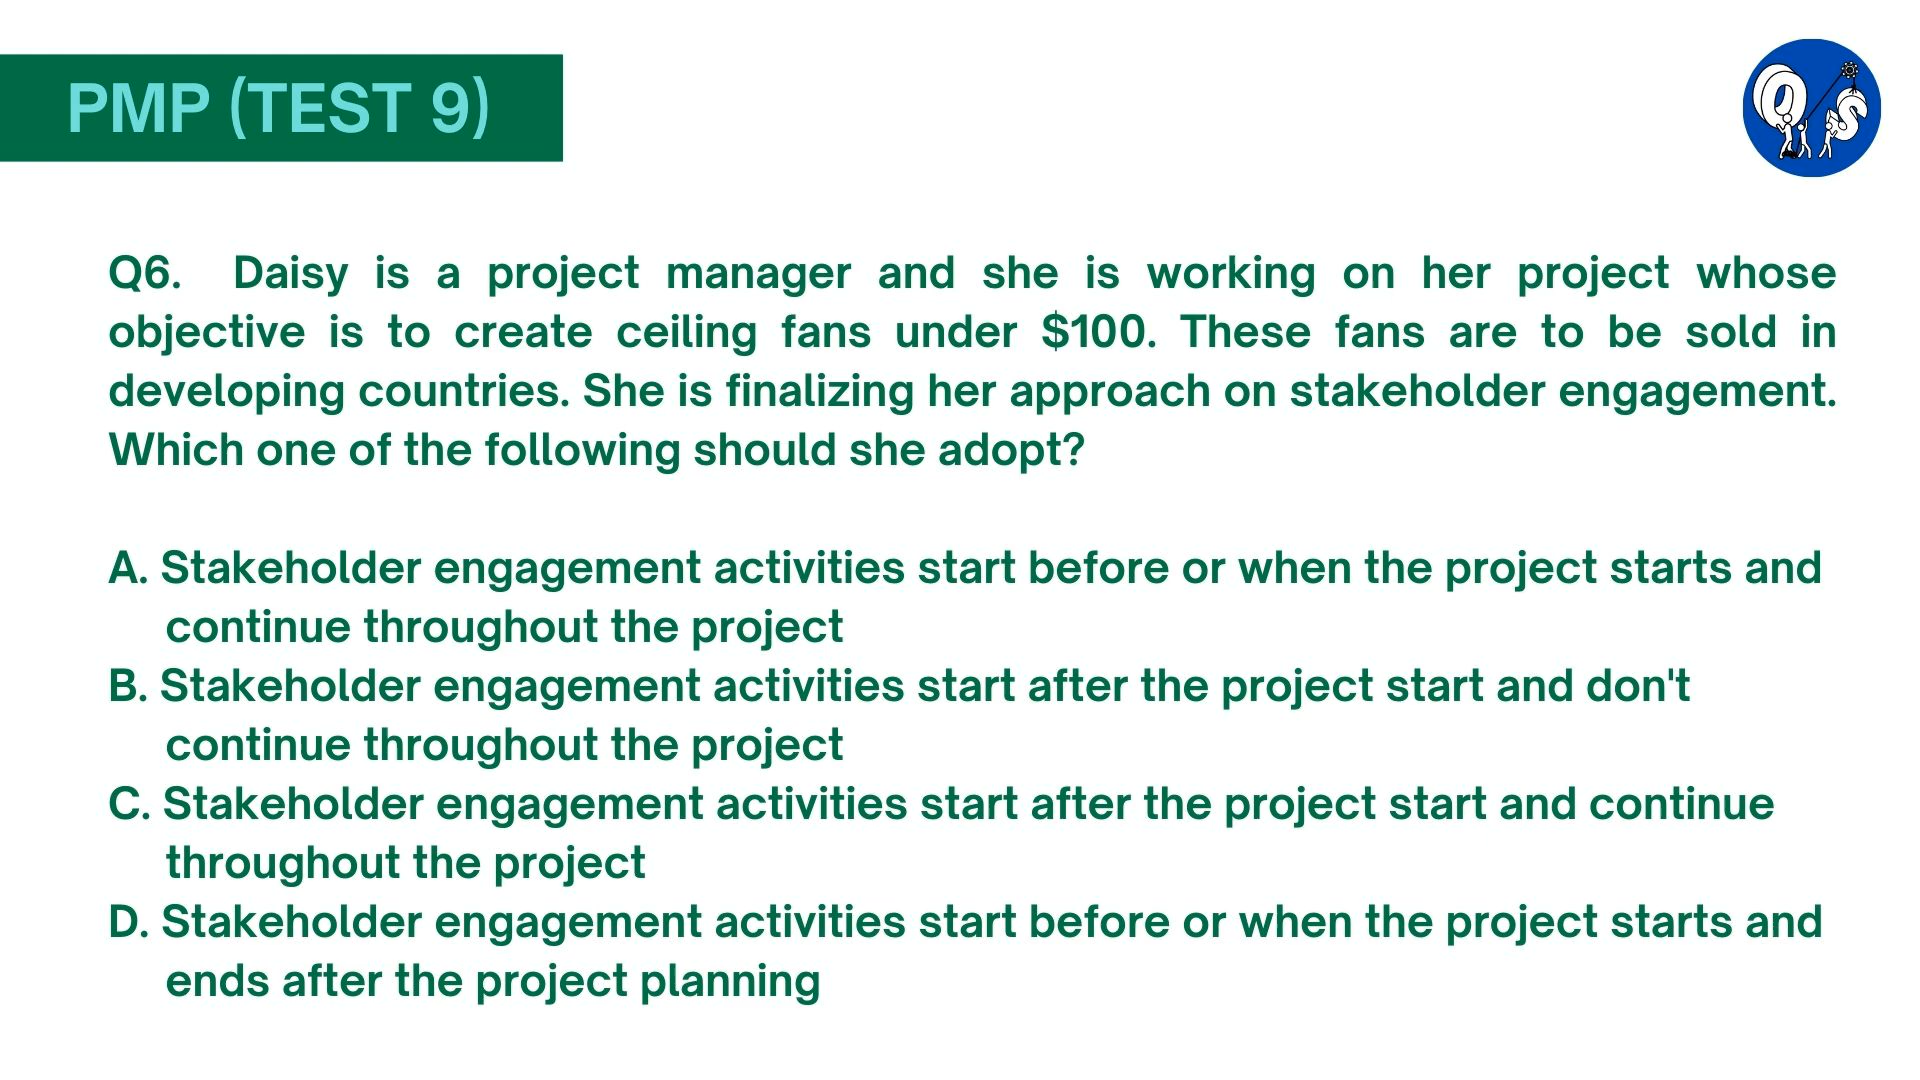 PMP (TEST 9)
Q/S
Q6. Daisy is a project manager and she is working on her project whose
objective is to create ceiling fans under $100. These fans are to be sold in
developing countries. She is finalizing her approach on stakeholder engagement.
Which one of the following should she adopt?
A. Stakeholder engagement activities start before or when the project starts and
continue throughout the project
B. Stakeholder engagement activities start after the project start and don't
continue throughout the project
C. Stakeholder engagement activities start after the project start and continue
throughout the project
D. Stakeholder engagement activities start before or when the project starts and
ends after the project planning